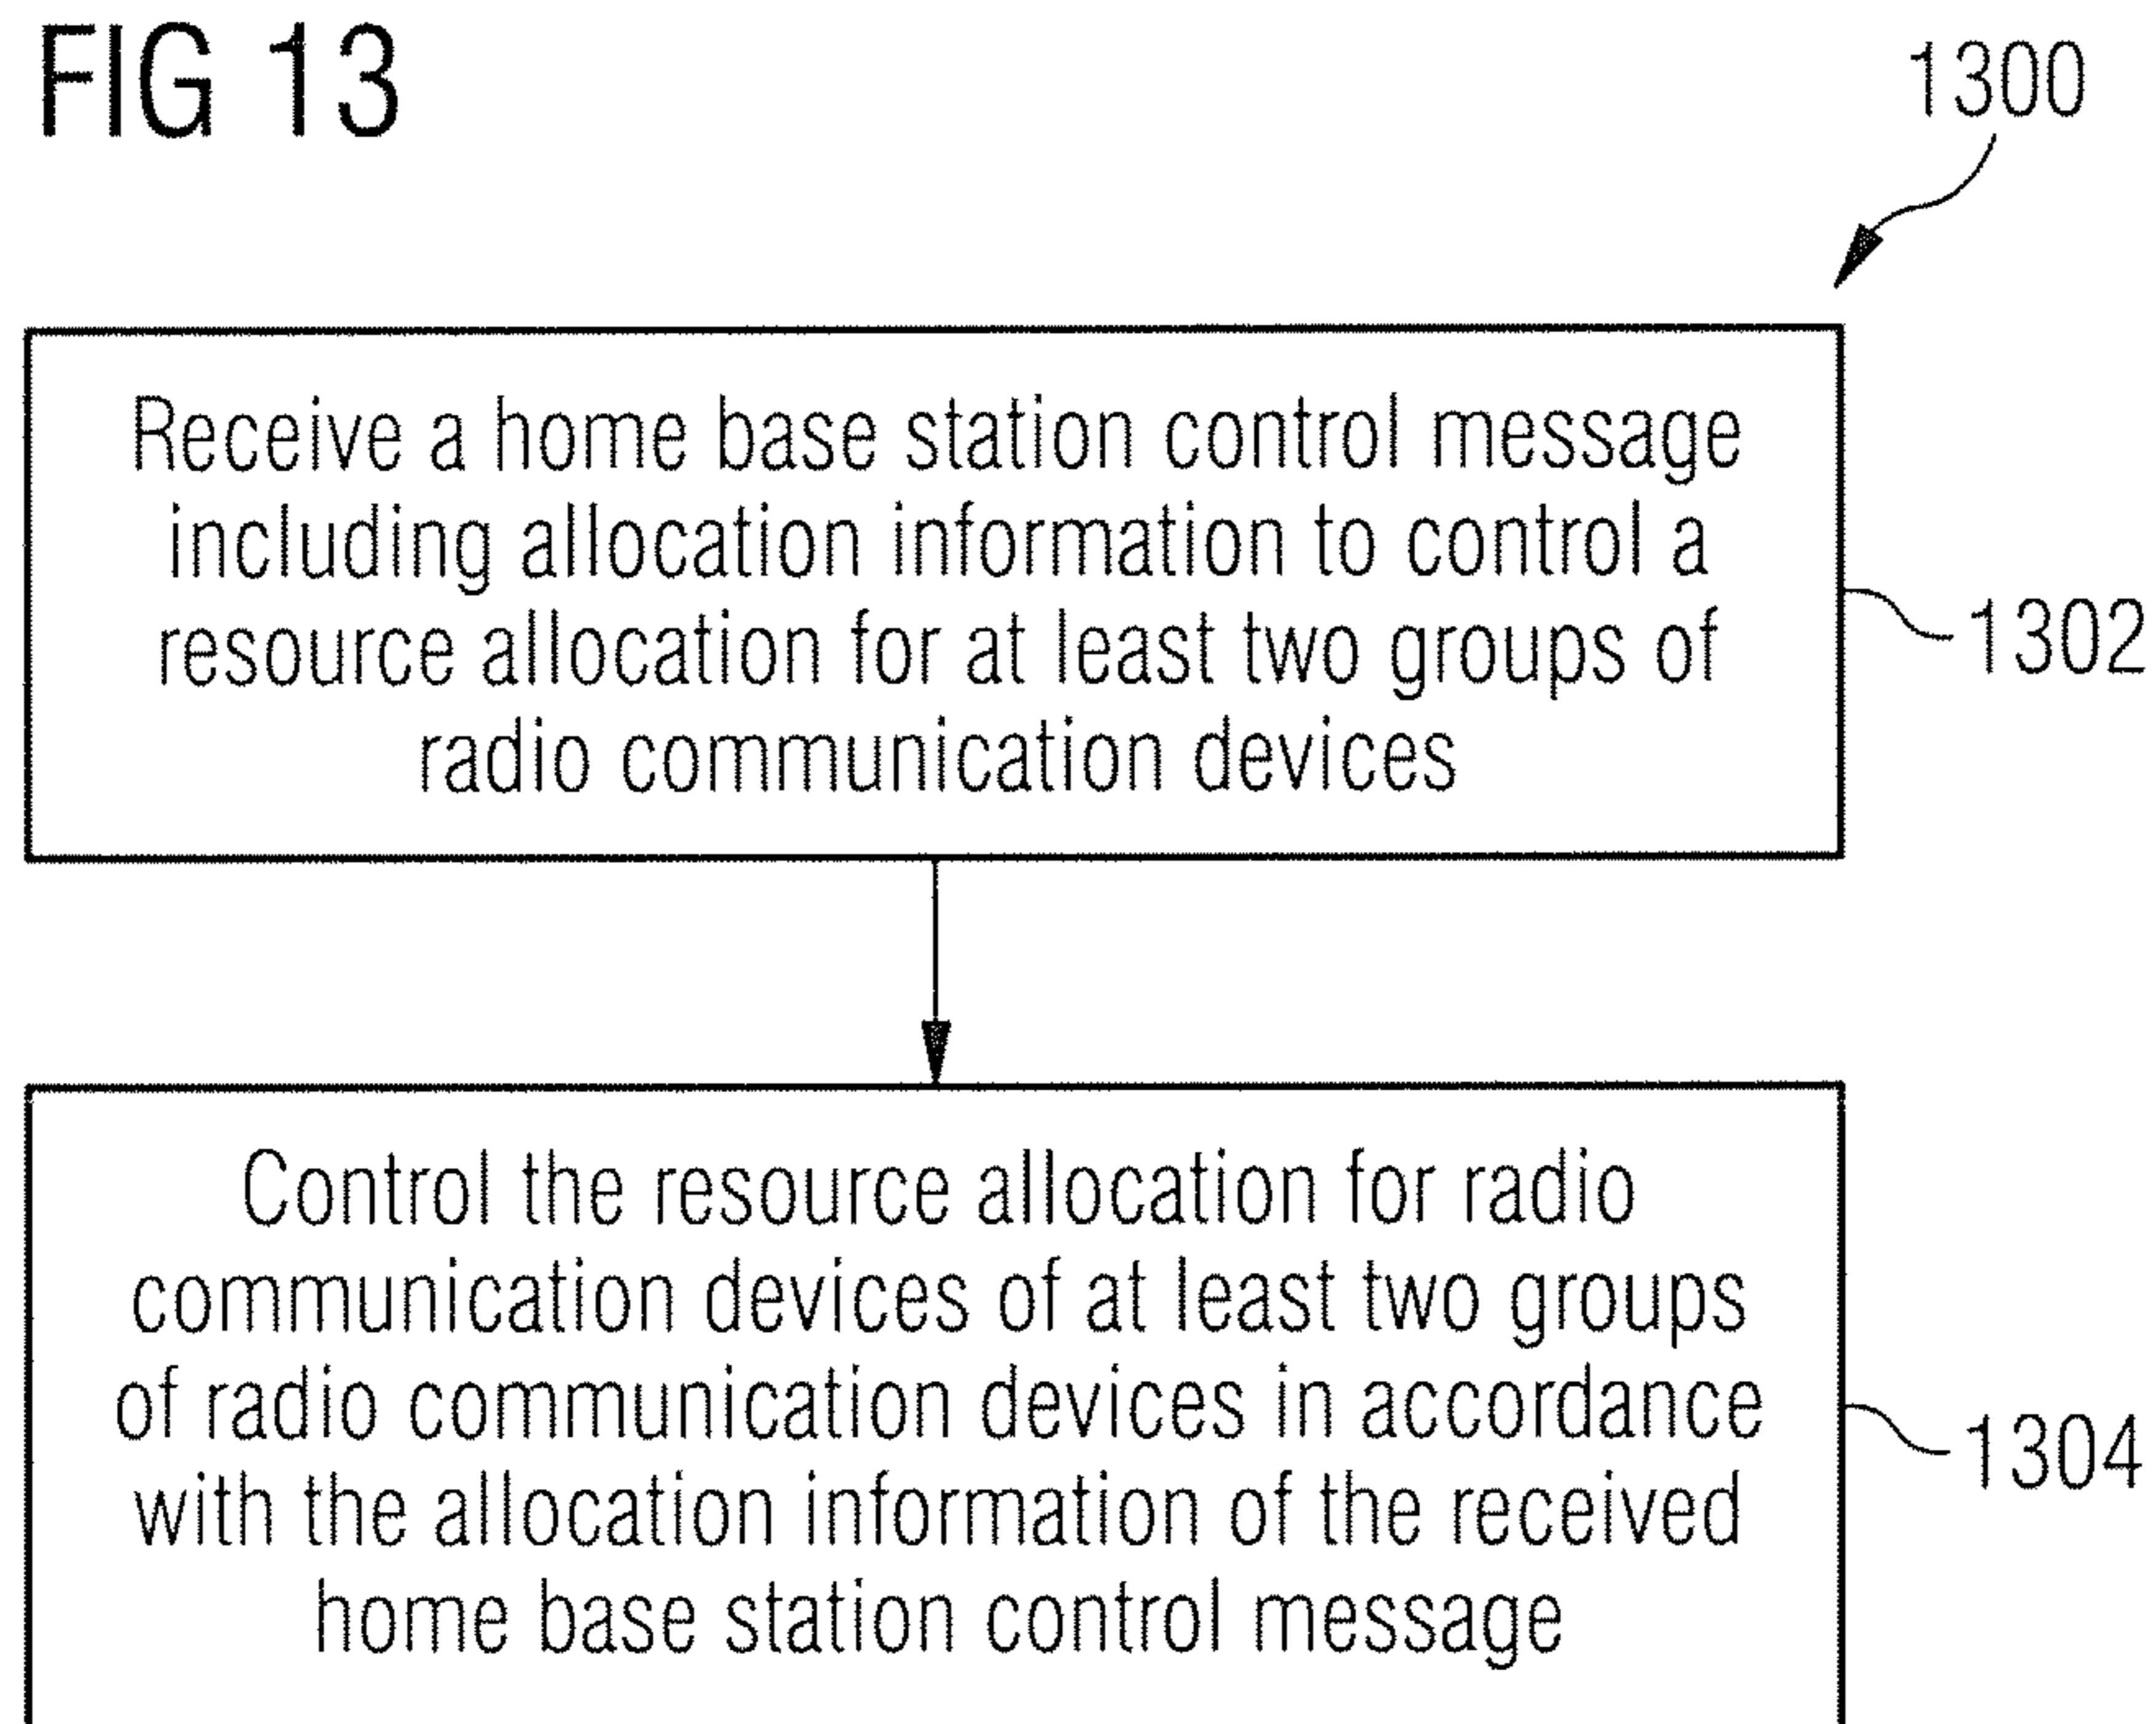 FIG 13
1300
Receive a home base station control message
including allocation information to control a
resource allocation for at least two groups of
radio communication devices
1302
Control the resource allocation for radio
communication devices of at least two groups
of radio communication devices in accordance
with the allocation information of the received
home base station control message
1304